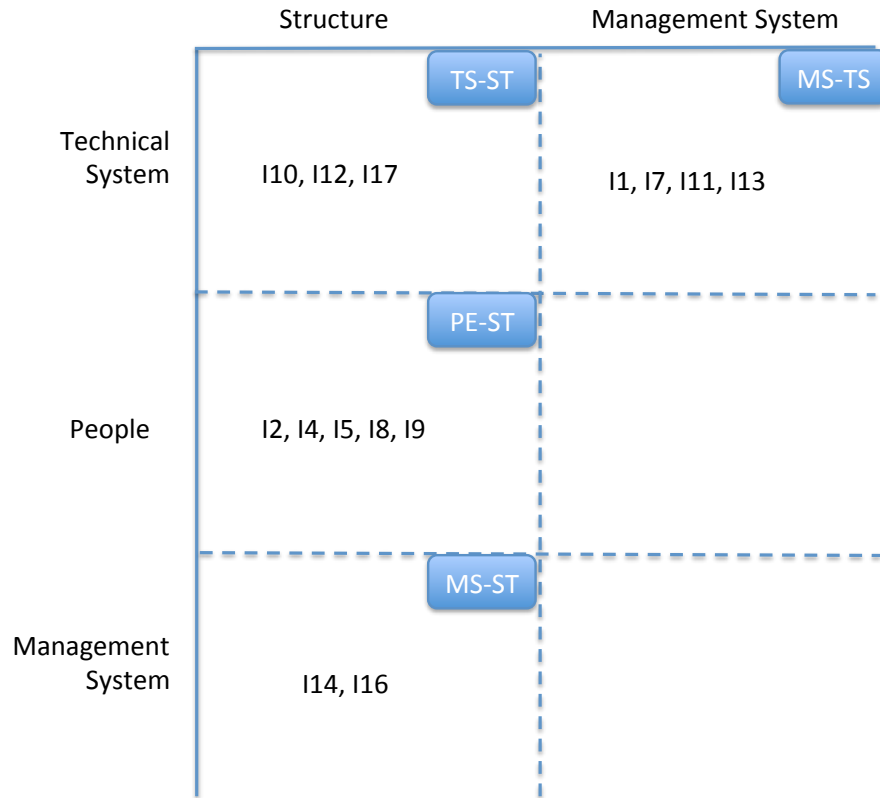 Structure
Management System
TS-ST
MS-TS
Technical
System
I10, I12, I17
I1, I7, I11, I13
PE-ST
People
I2, I4, I5, I8, I9
MS-ST
Management
System
I14, I16